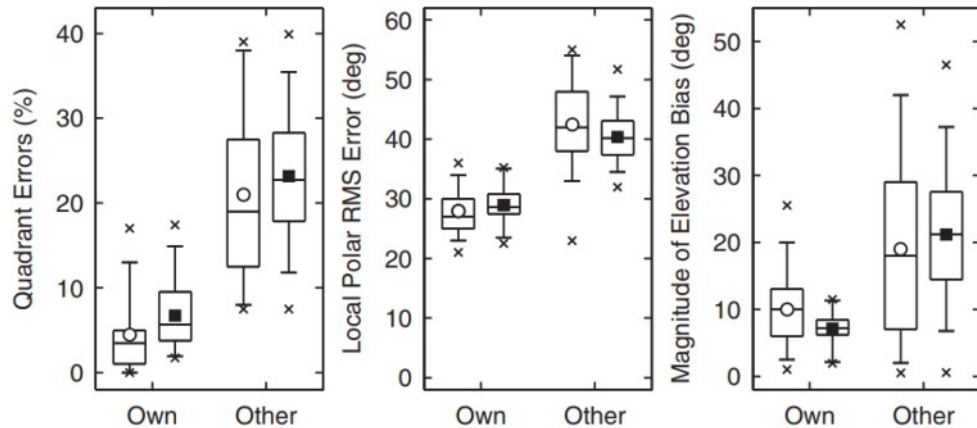 Quadrant Errors (%)
40
30
20
10
0
Own
Other
Local Polar RMS Error (deg)
60
50
40
30
20
10
0
Own
Other
Magnitude of Elevation Bias (deg)
50
40
30
20
10
0
Own
Other